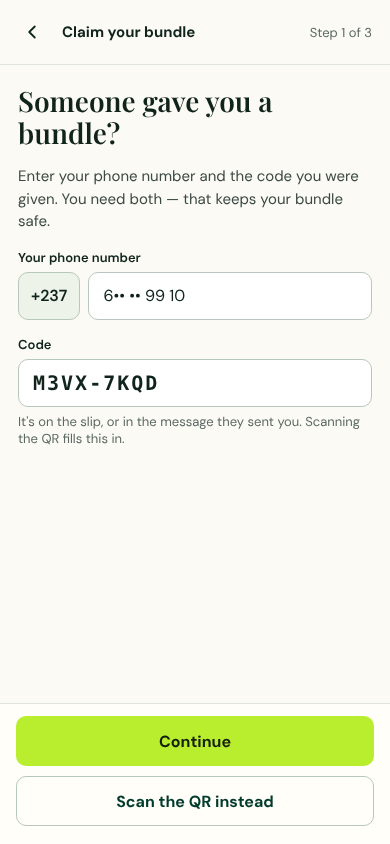 Claim your bundle
Step 1 of 3
Someone gave you a
bundle?
Enter your phone number and the code you were
given. You need both — that keeps your bundle
safe.
Your phone number
+237
6•• •• 99 10
Code
M3VX-7KQD
It's on the slip, or in the message they sent you. Scanning
the QR fills this in.
Continue
Scan the QR instead